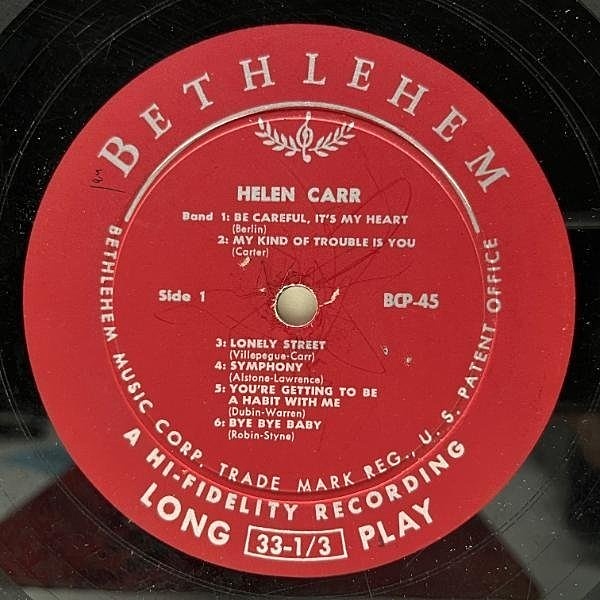 BETHLEHEM
HELEN CARR
Band 1: BE CAREFUL, IT'S MY HEART
(Berlin)
2: MY KIND OF TROUBLE IS YOU
(Carter)
Side 1
BCP-45
3: LONELY STREET
(Villepegue-Carr)
4: SYMPHONY
(Alstone-Lawrence)
5: YOU'RE GETTING TO BE
A HABIT WITH ME
(Dubin-Warren)
6: BYE BYE BABY
(Robin-Styne)
BETHLEHEM MUSIC CORP. TRADE MARK REG., U. S. PATENT OFFICE
A HI-FIDELITY RECORDING
LONG 33-1/3 PLAY